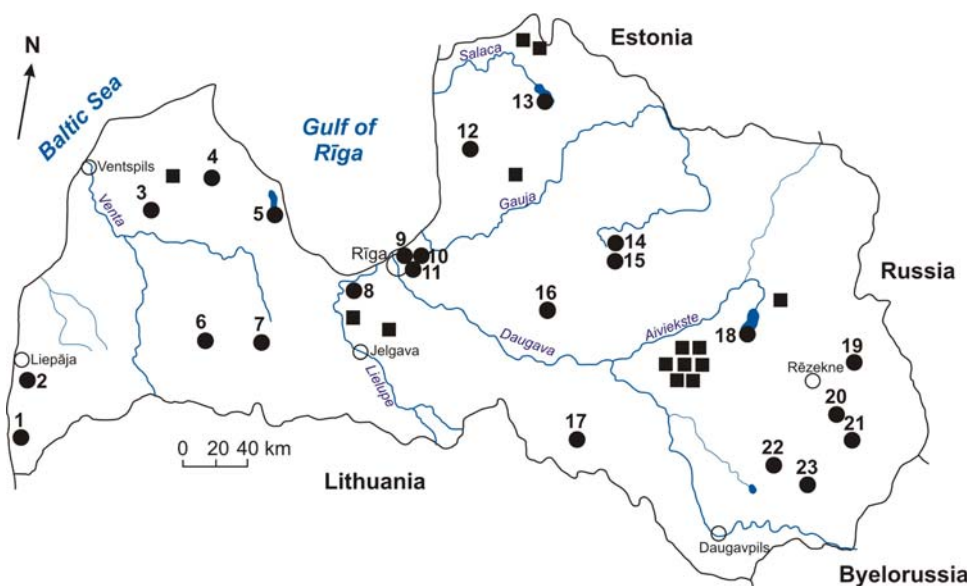 N
Baltic Sea
Gulf of
Rīga
Estonia
Salaca
13
12
Ventspils
4
3
5
Venta
Gauja
9
Rīga
10
11
14
15
Russia
8
16
Daugava
Aiviekste
18
6
7
Jelgava
Lielupe
Liepāja
2
1
19
Rēzekne
20
21
17
22
23
0 20 40 km
Lithuania
Daugavpils
Byelorussia